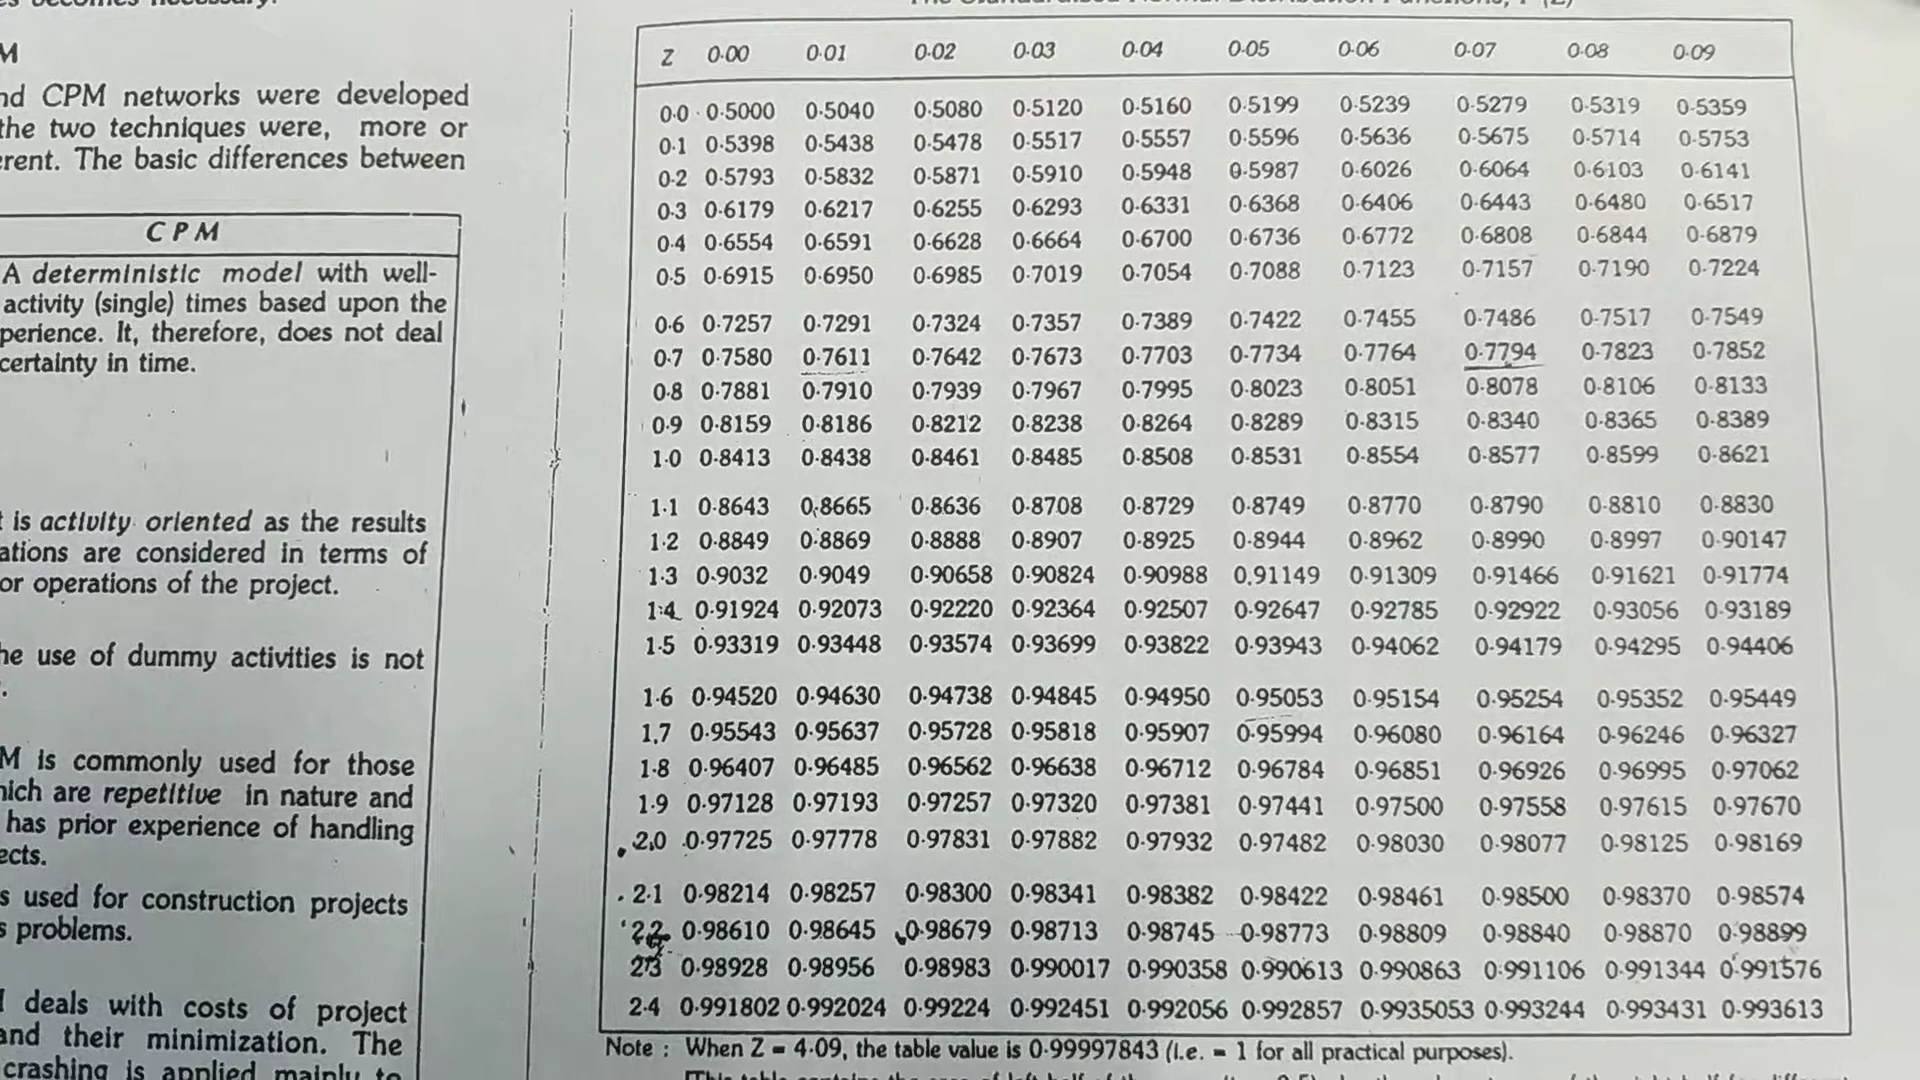 becomes necessary.
M
nd CPM networks were developed
the two techniques were, more or
erent. The basic differences between
CPM
A deterministic model with well-
activity (single) times based upon the
perience. It, therefore, does not deal
certainty in time.
t is activity oriented as the results
ations are considered in terms of
or operations of the project.
he use of dummy activities is not
M is commonly used for those
hich are repetitive in nature and
has prior experience of handling
ects.
s used for construction projects
s problems.
deals with costs of project
and their minimization. The
crashing is applied mainly to
The Standardised Normal Distribution Functions, F (Z)
Z 0·00 0·01 0·02 0·03 0·04 0·05 0·06 0·07 0·08 0·09
0·0 0·5000 0·5040 0·5080 0·5120 0·5160 0·5199 0·5239 0·5279 0·5319 0·5359
0·1 0·5398 0·5438 0·5478 0·5517 0·5557 0·5596 0·5636 0·5675 0·5714 0·5753
0·2 0·5793 0·5832 0·5871 0·5910 0·5948 0·5987 0·6026 0·6064 0·6103 0·6141
0·3 0·6179 0·6217 0·6255 0·6293 0·6331 0·6368 0·6406 0·6443 0·6480 0·6517
0·4 0·6554 0·6591 0·6628 0·6664 0·6700 0·6736 0·6772 0·6808 0·6844 0·6879
0·5 0·6915 0·6950 0·6985 0·7019 0·7054 0·7088 0·7123 0·7157 0·7190 0·7224
0·6 0·7257 0·7291 0·7324 0·7357 0·7389 0·7422 0·7455 0·7486 0·7517 0·7549
0·7 0·7580 0·7611 0·7642 0·7673 0·7703 0·7734 0·7764 0·7794 0·7823 0·7852
0·8 0·7881 0·7910 0·7939 0·7967 0·7995 0·8023 0·8051 0·8078 0·8106 0·8133
0·9 0·8159 0·8186 0·8212 0·8238 0·8264 0·8289 0·8315 0·8340 0·8365 0·8389
1·0 0·8413 0·8438 0·8461 0·8485 0·8508 0·8531 0·8554 0·8577 0·8599 0·8621
1·1 0·8643 0·8665 0·8636 0·8708 0·8729 0·8749 0·8770 0·8790 0·8810 0·8830
1·2 0·8849 0·8869 0·8888 0·8907 0·8925 0·8944 0·8962 0·8990 0·8997 0·90147
1·3 0·9032 0·9049 0·90658 0·90824 0·90988 0,91149 0·91309 0·91466 0·91621 0·91774
1·4 0·91924 0·92073 0·92220 0·92364 0·92507 0·92647 0·92785 0·92922 0·93056 0·93189
1·5 0·93319 0·93448 0·93574 0·93699 0·93822 0·93943 0·94062 0·94179 0·94295 0·94406
1·6 0·94520 0·94630 0·94738 0·94845 0·94950 0·95053 0·95154 0·95254 0·95352 0·95449
1,7 0·95543 0·95637 0·95728 0·95818 0·95907 0·95994 0·96080 0·96164 0·96246 0·96327
1·8 0·96407 0·96485 0·96562 0·96638 0·96712 0·96784 0·96851 0·96926 0·96995 0·97062
1·9 0·97128 0·97193 0·97257 0·97320 0·97381 0·97441 0·97500 0·97558 0·97615 0·97670
2,0 0·97725 0·97778 0·97831 0·97882 0·97932 0·97482 0·98030 0·98077 0·98125 0·98169
2·1 0·98214 0·98257 0·98300 0·98341 0·98382 0·98422 0·98461 0·98500 0·98370 0·98574
2·2 0·98610 0·98645 0·98679 0·98713 0·98745 0·98773 0·98809 0·98840 0·98870 0·98899
2·3 0·98928 0·98956 0·98983 0·990017 0·990358 0·990613 0·990863 0·991106 0·991344 0·991576
2·4 0·991802 0·992024 0·99224 0·992451 0·992056 0·992857 0·9935053 0·993244 0·993431 0·993613
Note : When Z = 4·09, the table value is 0·99997843 (i.e. = 1 for all practical purposes).